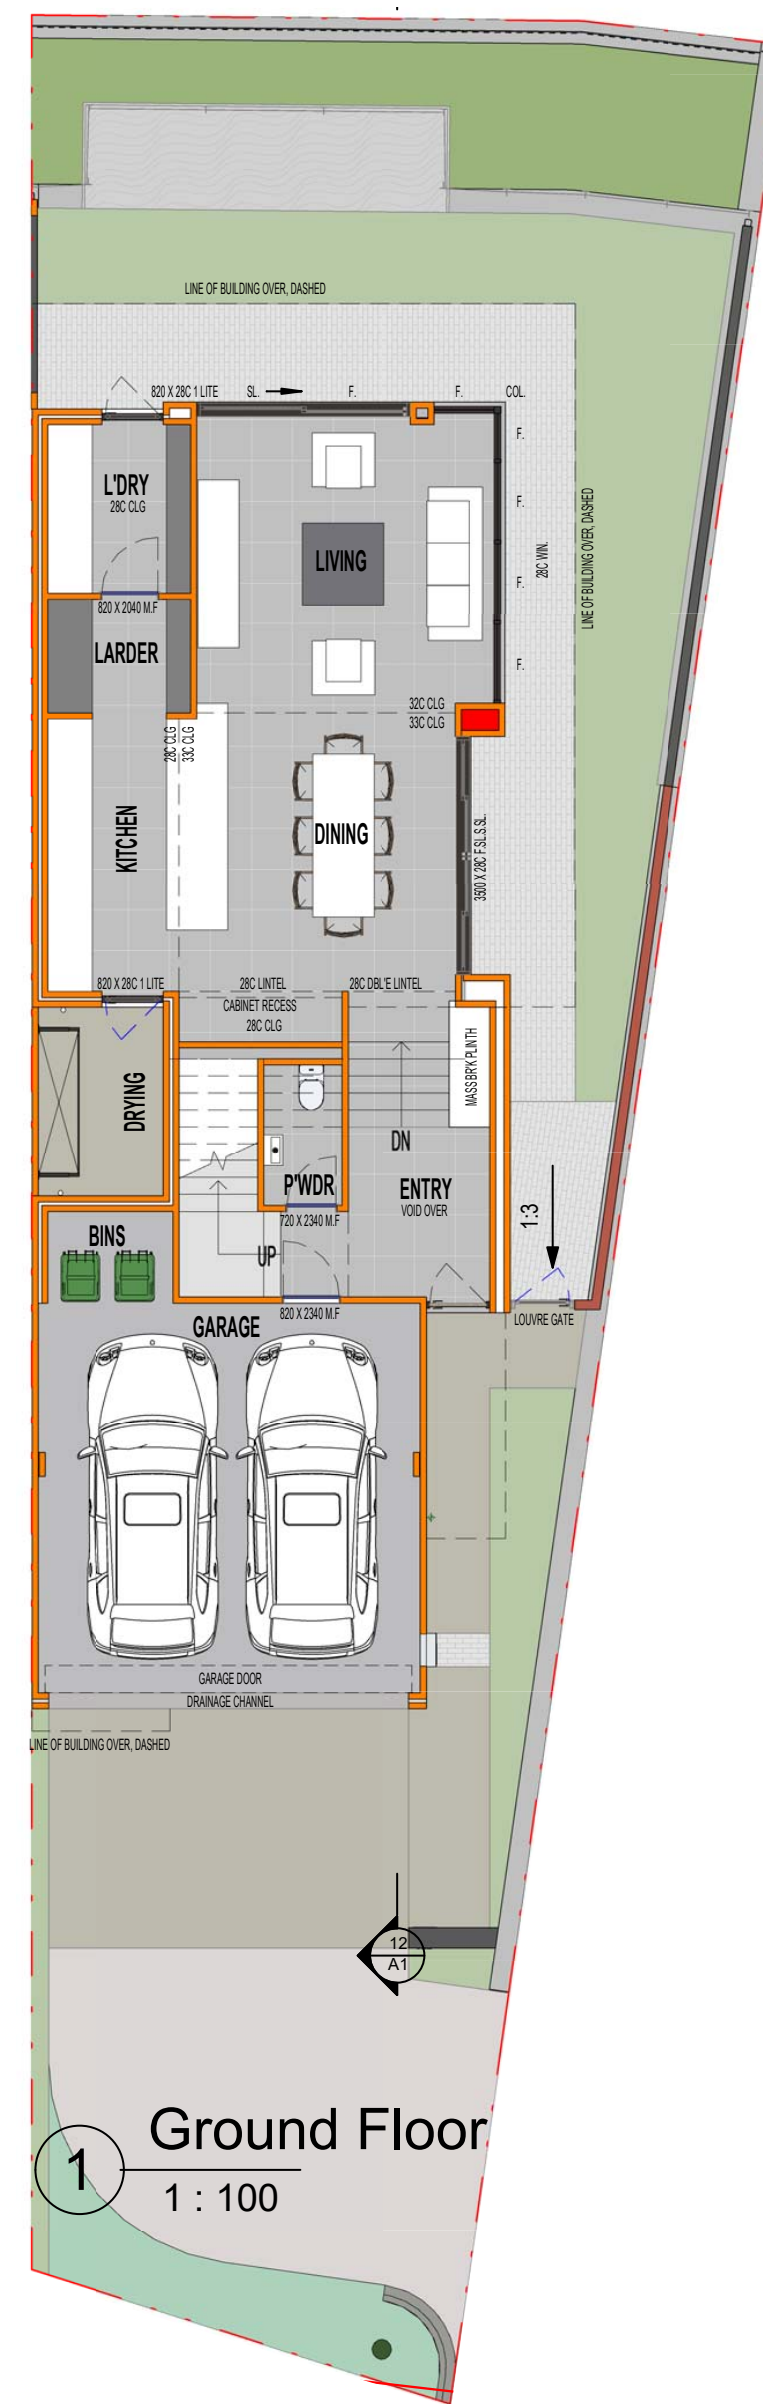 LINE OF BUILDING OVER, DASHED
820 X 28C 1 LITE
SL.
F.
F.
COL.
F.
L'DRY
28C CLG
F.
LINE OF BUILDING OVER, DASHED
LIVING
28C WIN.
F.
820 X 2040 M.F
LARDER
F.
32C CLG
33C CLG
28C CLG
33C CLG
KITCHEN
DINING
3500 X 28C F.SL.S.SL.
820 X 28C 1 LITE
28C LINTEL
28C DBL'E LINTEL
CABINET RECESS
28C CLG
MASS BR'K PLINTH
DRYING
DN
P'WDR
ENTRY
VOID OVER
720 X 2340 M.F
1:3
BINS
UP
820 X 2340 M.F
LOUVRE GATE
GARAGE
GARAGE DOOR
DRAINAGE CHANNEL
LINE OF BUILDING OVER, DASHED
12
A1
Ground Floor
1
1 : 100